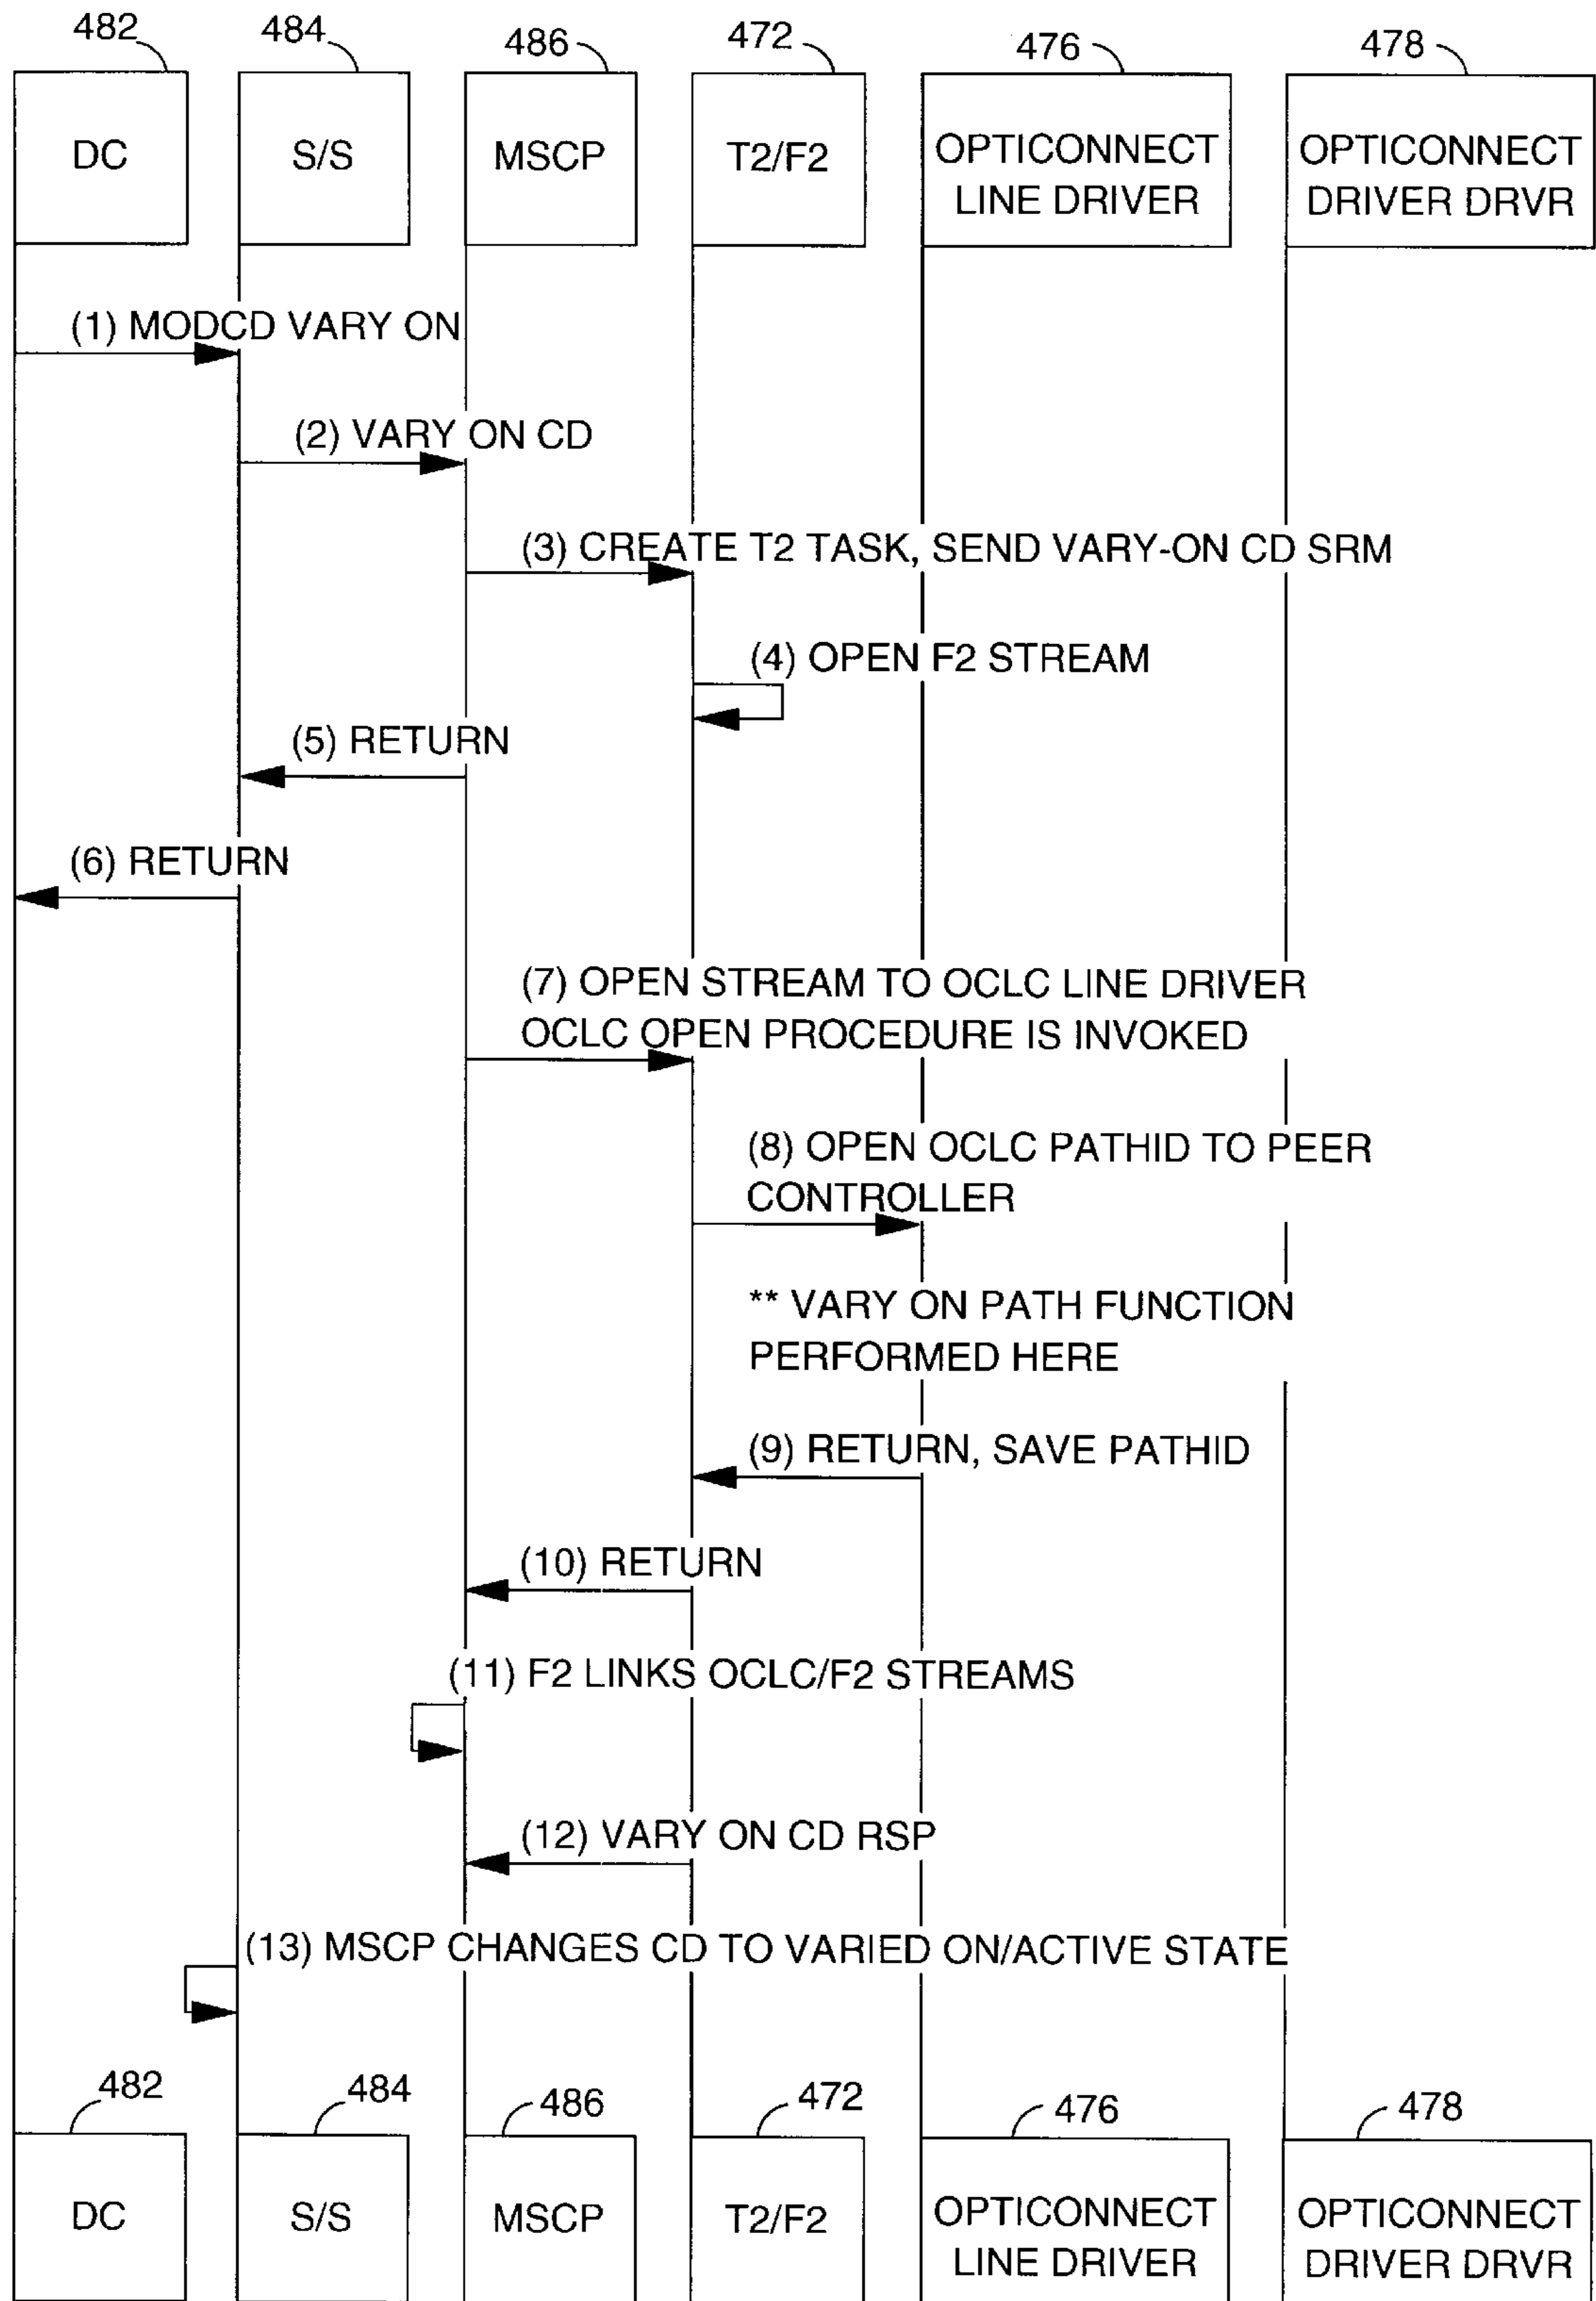 482
484
486
472
476
478
DC
S/S
MSCP
T2/F2
OPTICONNECT
LINE DRIVER
OPTICONNECT
DRIVER DRVR
(1) MODCD VARY ON
(2) VARY ON CD
(3) CREATE T2 TASK, SEND VARY-ON CD SRM
(4) OPEN F2 STREAM
(5) RETURN
(6) RETURN
(7) OPEN STREAM TO OCLC LINE DRIVER
OCLC OPEN PROCEDURE IS INVOKED
(8) OPEN OCLC PATHID TO PEER
CONTROLLER
** VARY ON PATH FUNCTION
PERFORMED HERE
(9) RETURN, SAVE PATHID
(10) RETURN
(11) F2 LINKS OCLC/F2 STREAMS
(12) VARY ON CD RSP
(13) MSCP CHANGES CD TO VARIED ON/ACTIVE STATE
482
484
486
472
476
478
DC
S/S
MSCP
T2/F2
OPTICONNECT
LINE DRIVER
OPTICONNECT
DRIVER DRVR